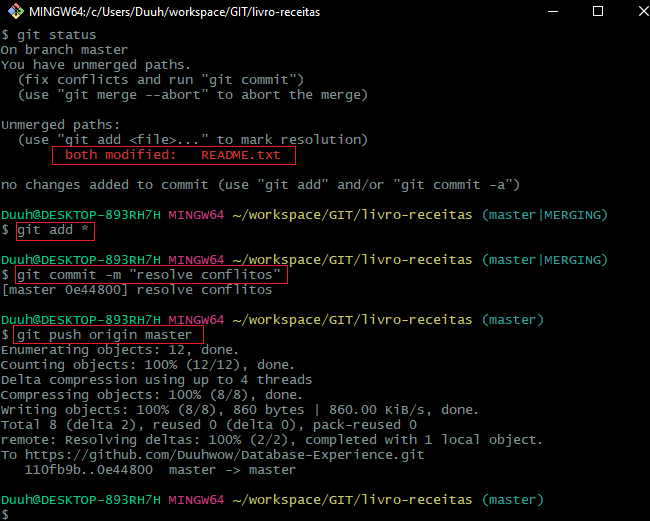 MINGW64:/c/Users/Duuh/workspace/GIT/livro-receitas
$ git status
On branch master
You have unmerged paths.
  (fix conflicts and run "git commit")
  (use "git merge --abort" to abort the merge)

Unmerged paths:
  (use "git add <file>..." to mark resolution)
        both modified:   README.txt

no changes added to commit (use "git add" and/or "git commit -a")

Duuh@DESKTOP-893RH7H MINGW64 ~/workspace/GIT/livro-receitas (master|MERGING)
$ git add *

Duuh@DESKTOP-893RH7H MINGW64 ~/workspace/GIT/livro-receitas (master|MERGING)
$ git commit -m "resolve conflitos"
[master 0e44800] resolve conflitos

Duuh@DESKTOP-893RH7H MINGW64 ~/workspace/GIT/livro-receitas (master)
$ git push origin master
Enumerating objects: 12, done.
Counting objects: 100% (12/12), done.
Delta compression using up to 4 threads
Compressing objects: 100% (8/8), done.
Writing objects: 100% (8/8), 860 bytes | 860.00 KiB/s, done.
Total 8 (delta 2), reused 0 (delta 0), pack-reused 0
remote: Resolving deltas: 100% (2/2), completed with 1 local object.
To https://github.com/Duuhwow/Database-Experience.git
   110fb9b..0e44800  master -> master

Duuh@DESKTOP-893RH7H MINGW64 ~/workspace/GIT/livro-receitas (master)
$